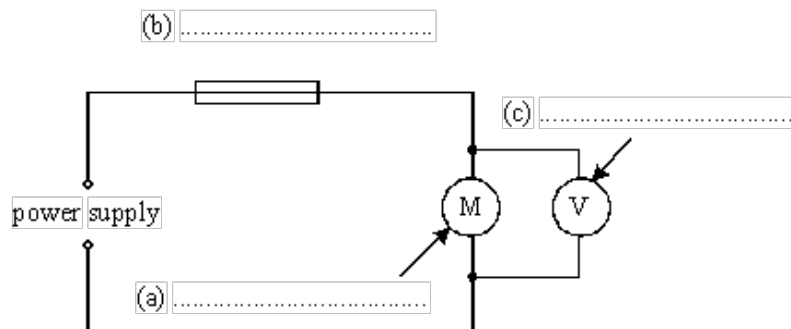 (b) ..................................
(c) ..................................
power supply
M
V
(a) ..................................